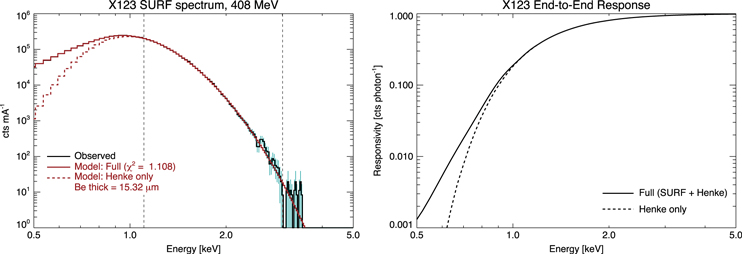 X123 SURF spectrum, 408 MeV
10^6
10^5
10^4
10^3
10^2
10^1
10^0
cts mA^-1
Observed
Model: Full (χ^2 = 1.108)
Model: Henke only
Be thick = 15.32 μm
0.5
1.0
2.0
5.0
Energy [keV]
X123 End-to-End Response
1.000
0.100
0.010
0.001
Responsivity [cts photon^-1]
Full (SURF + Henke)
Henke only
0.5
1.0
2.0
5.0
Energy [keV]